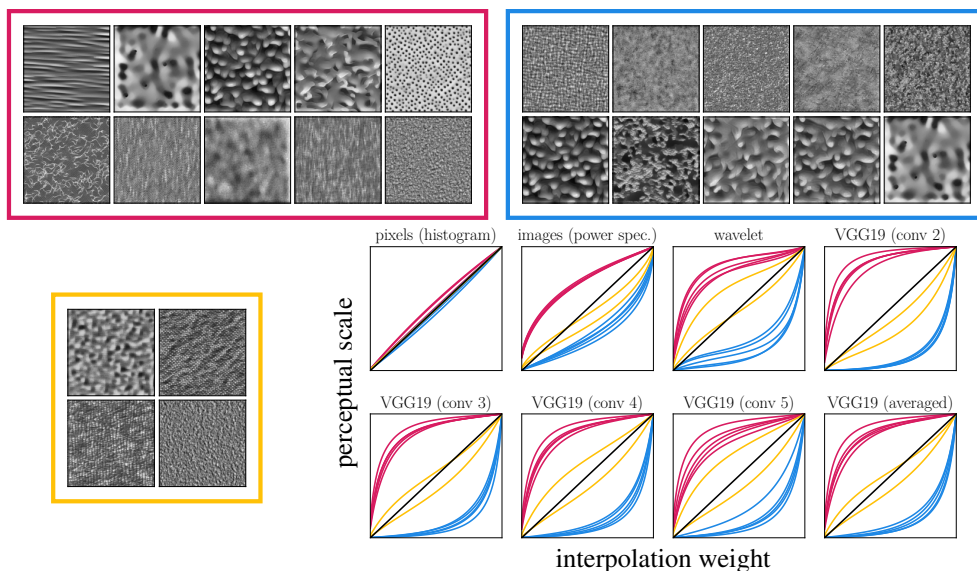 pixels (histogram)
images (power spec.)
wavelet
VGG19 (conv 2)
perceptual scale
VGG19 (conv 3)
VGG19 (conv 4)
VGG19 (conv 5)
VGG19 (averaged)
interpolation weight